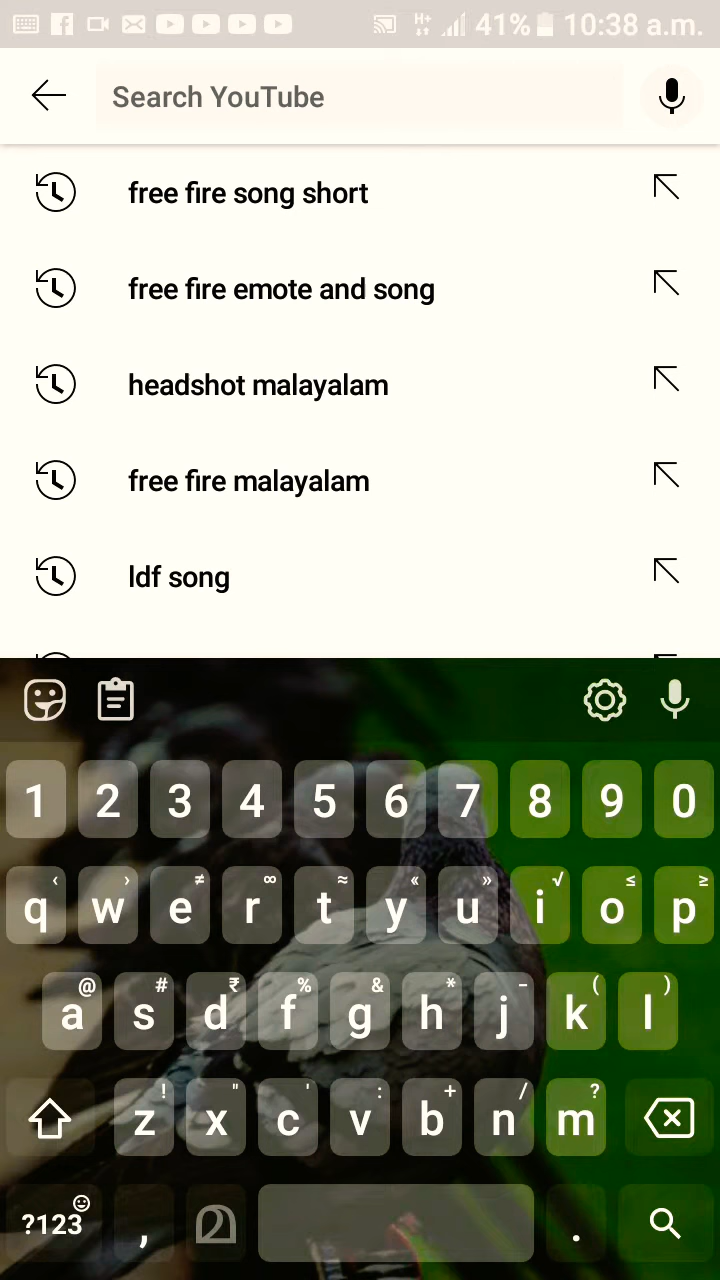 H+ 41% 10:38 a.m.
Search YouTube
free fire song short
free fire emote and song
headshot malayalam
free fire malayalam
ldf song
1 2 3 4 5 6 7 8 9 0
‹ › ≠ ∞ ≈ « » √ ≤ ≥
q w e r t y u i o p
@ # ₹ % & * - ( )
a s d f g h j k l
! " ' : + / ?
z x c v b n m
?123 , മ .